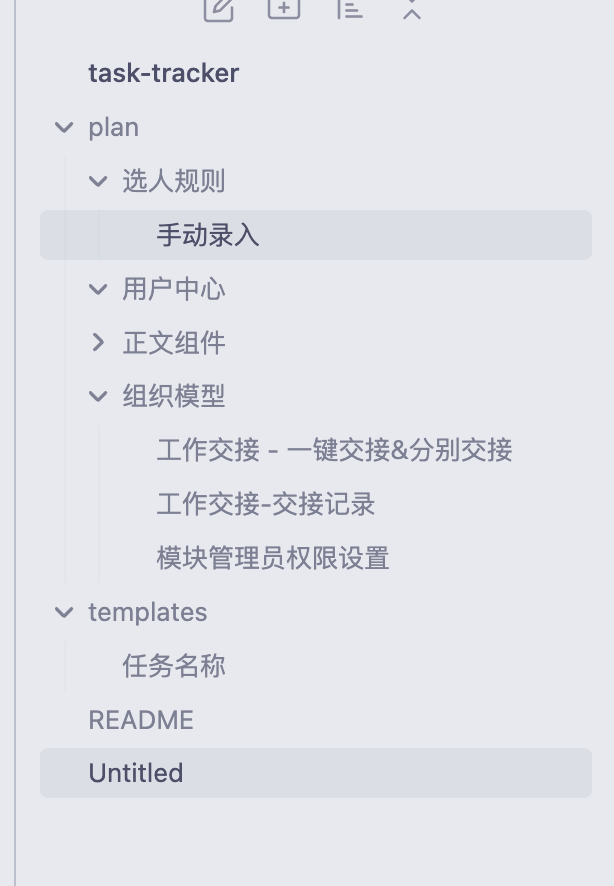 task-tracker
plan
选人规则
手动录入
用户中心
正文组件
组织模型
工作交接 - 一键交接&分别交接
工作交接-交接记录
模块管理员权限设置
templates
任务名称
README
Untitled